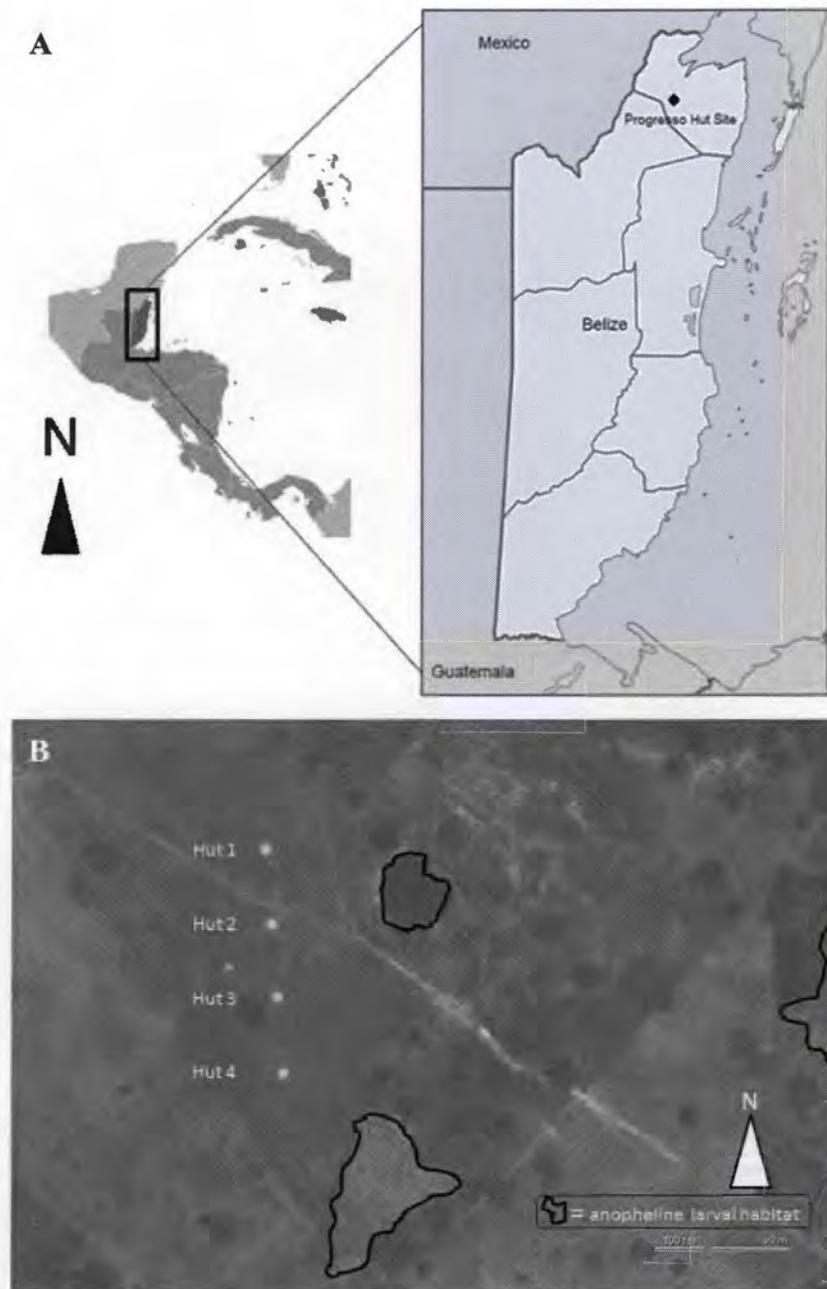 A
Mexico
Progresso Hut Site
Belize
N
Guatemala
B
Hut 1
Hut 2
Hut 3
Hut 4
N
= anopheline larval habitat